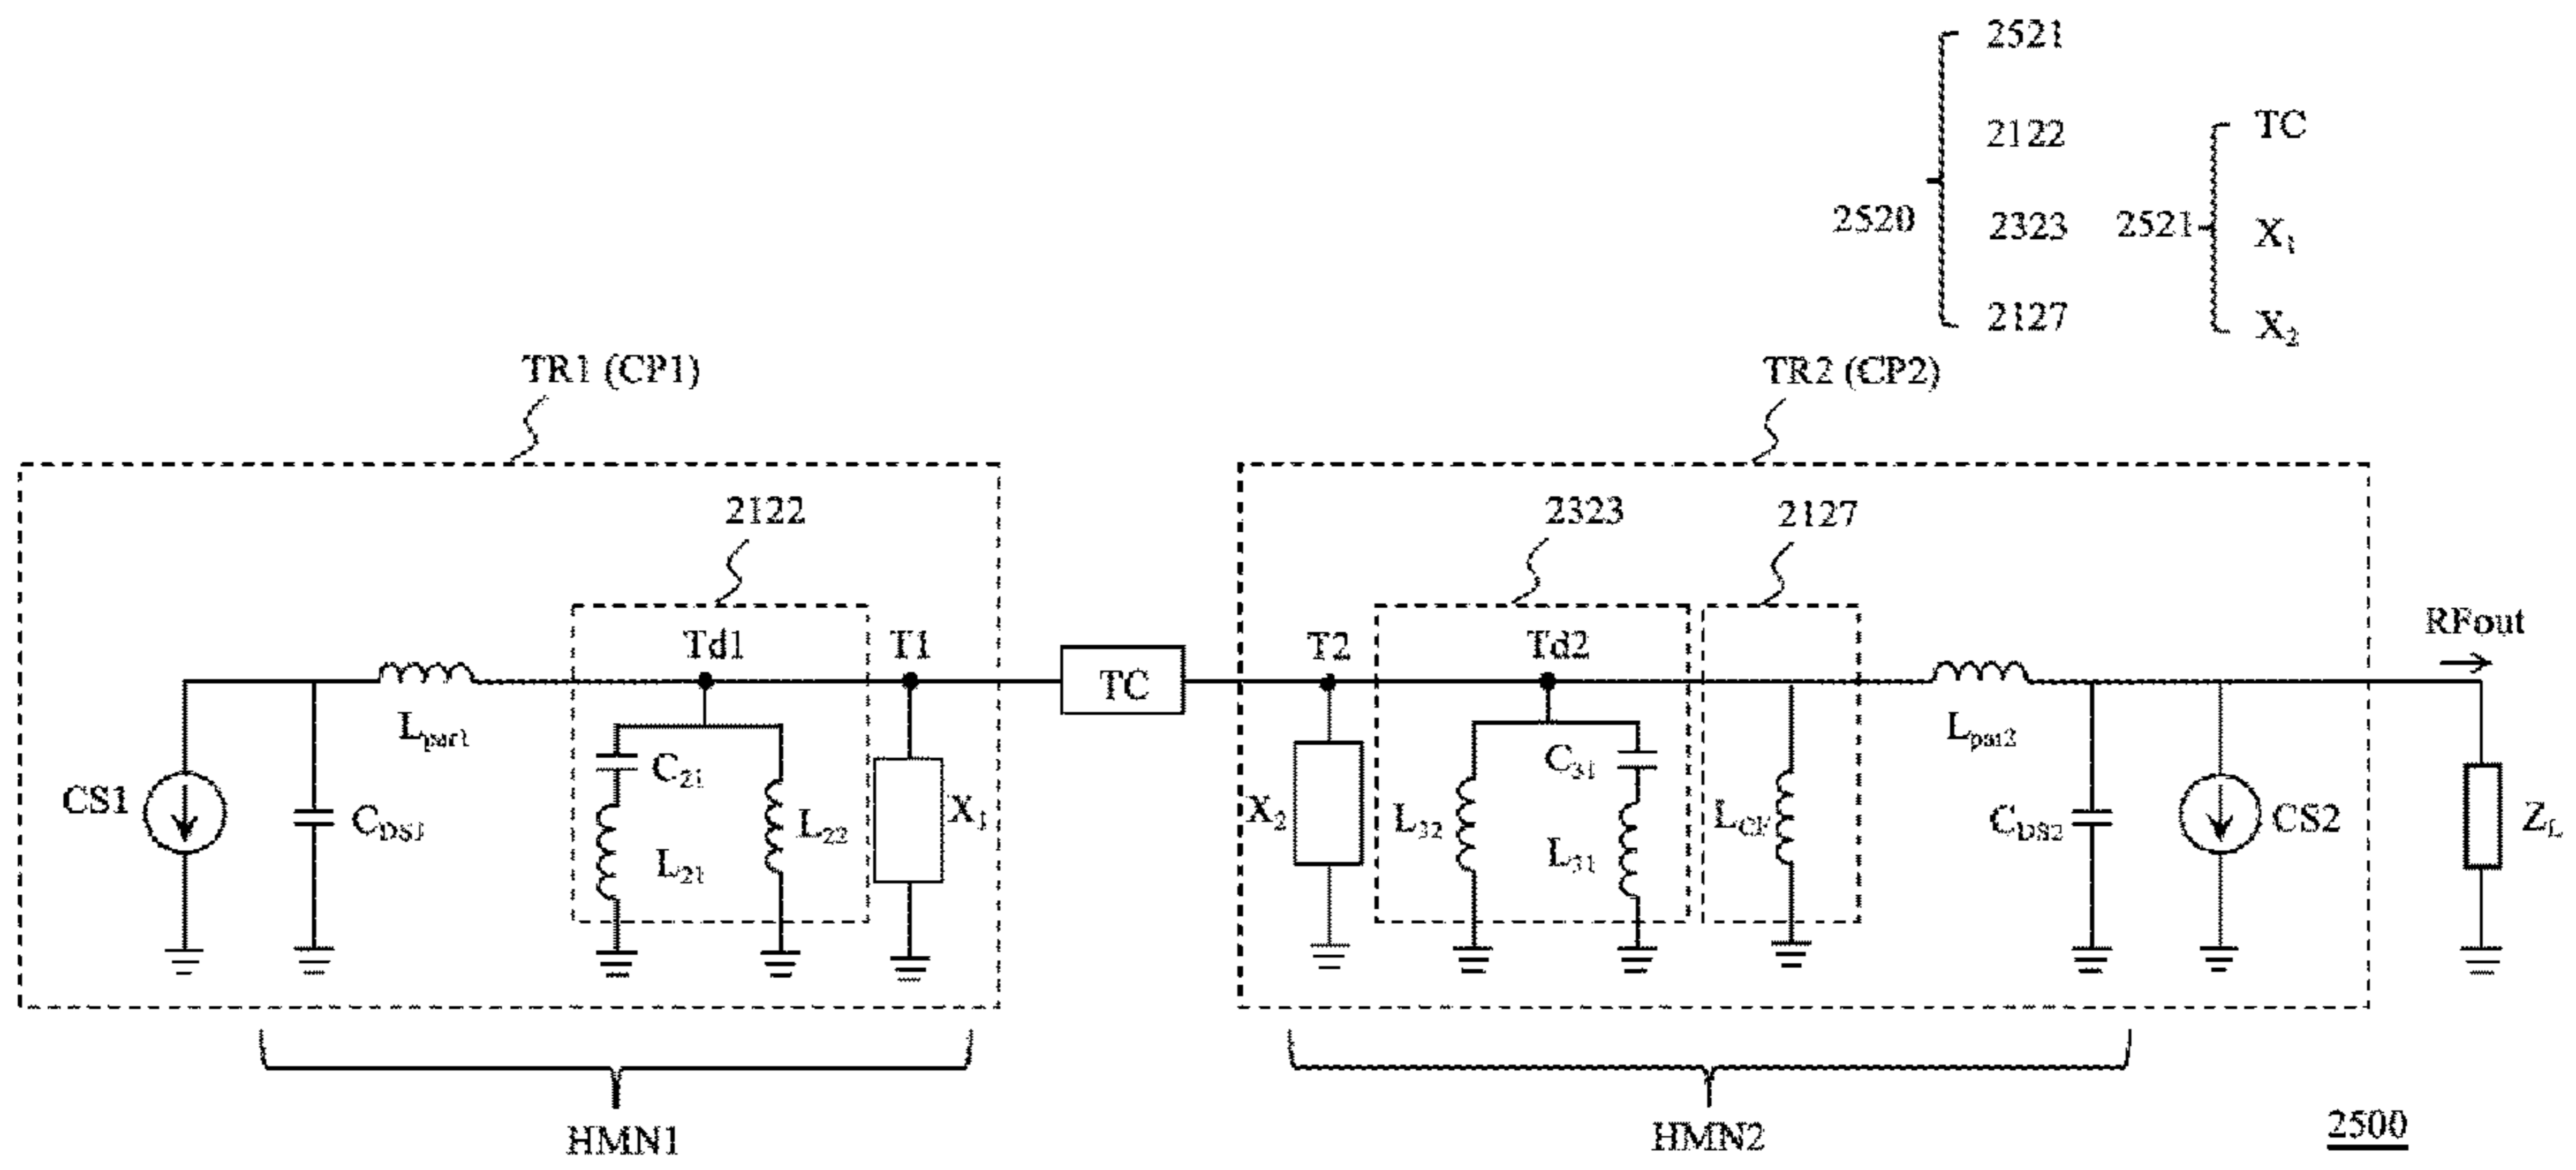 2521
2122
TC
2520
2323
2521
X₁
2127
X₂
TR1 (CP1)
TR2 (CP2)
2122
2323
2127
RFout
Td1
T1
TC
T2
Td2
Lpar1
Lpar2
CS1
CDS1
C21
L21
L22
X1
X2
L32
C31
L31
LCP
CDS2
CS2
ZL
HMN1
HMN2
2500